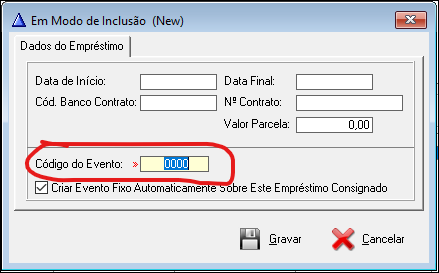 Em Modo de Inclusão (New)
Dados do Empréstimo
Data de Início: Data Final:
Cód. Banco Contrato: Nº Contrato:
Valor Parcela: 0,00
Código do Evento: » 0000
Criar Evento Fixo Automaticamente Sobre Este Empréstimo Consignado
Gravar Cancelar